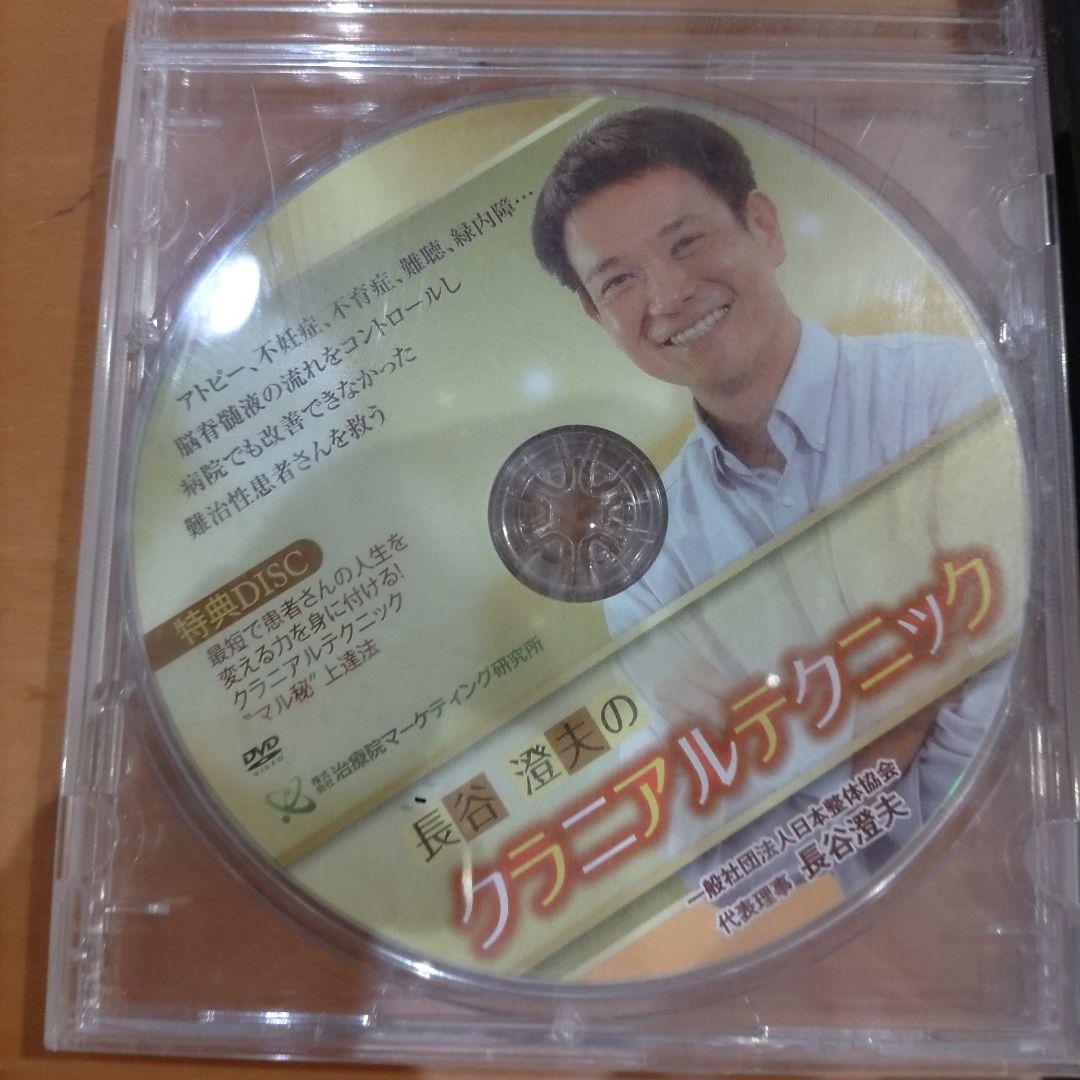 アトピー、不妊症、不育症、難聴、緑内障…
脳脊髄液の流れをコントロールし
病院でも改善できなかった
難治性患者さんを救う
特典DISC
最短で患者さんの人生を
変える力を身に付ける!
クラニアルテクニック
"マル秘"上達法
DVD
VIDEO
株式会社 治療院マーケティング研究所
長谷 澄夫の
クラニアルテクニック
一般社団法人日本整体協会
代表理事 長谷澄夫